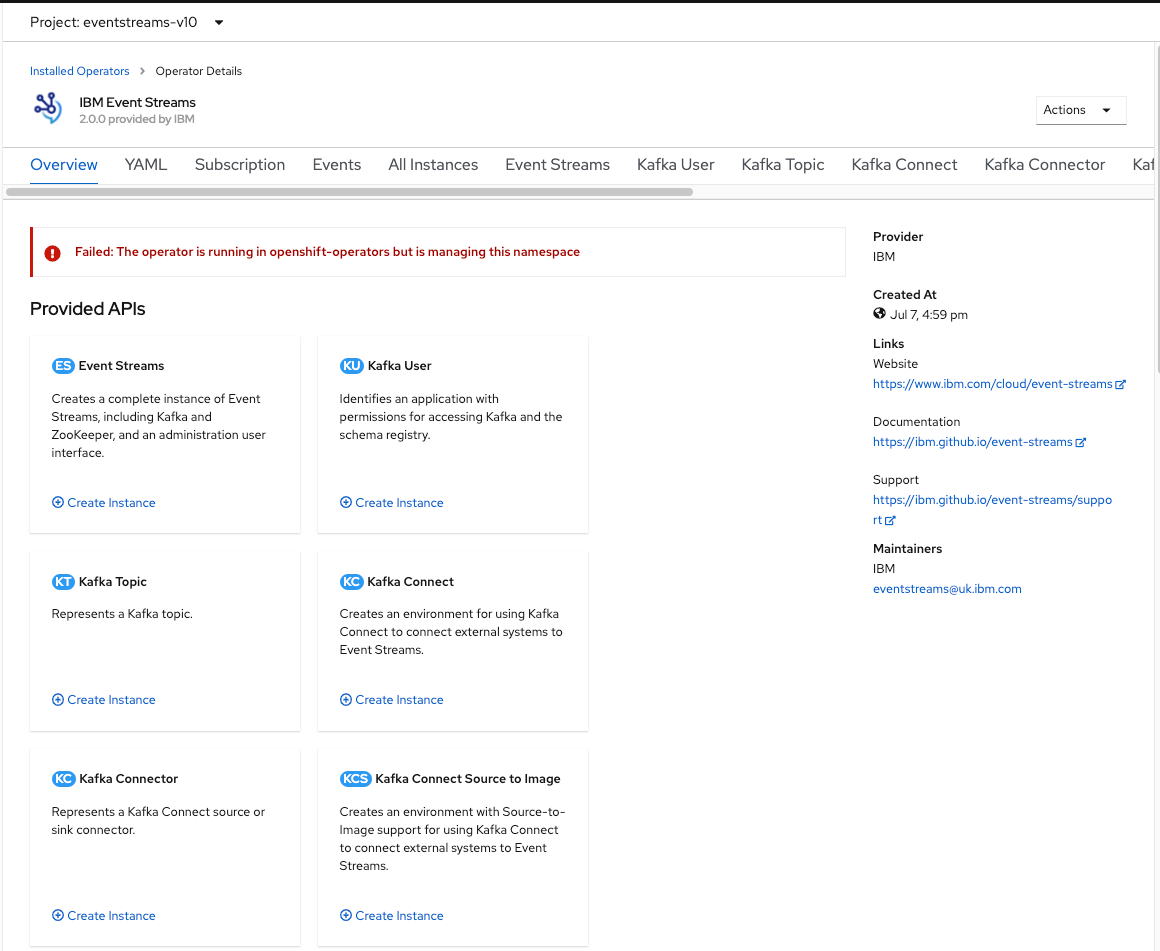 Project: eventstreams-v10
Installed Operators > Operator Details
IBM Event Streams
2.0.0 provided by IBM
Actions
Overview YAML Subscription Events All Instances Event Streams Kafka User Kafka Topic Kafka Connect Kafka Connector
Failed: The operator is running in openshift-operators but is managing this namespace
Provided APIs
ES Event Streams
Creates a complete instance of Event
Streams, including Kafka and
ZooKeeper, and an administration user
interface.
Create Instance
KU Kafka User
Identifies an application with
permissions for accessing Kafka and the
schema registry.
Create Instance
KT Kafka Topic
Represents a Kafka topic.
Create Instance
KC Kafka Connect
Creates an environment for using Kafka
Connect to connect external systems to
Event Streams.
Create Instance
KC Kafka Connector
Represents a Kafka Connect source or
sink connector.
Create Instance
KCS Kafka Connect Source to Image
Creates an environment with Source-to-
Image support for using Kafka Connect
to connect external systems to Event
Streams.
Create Instance
Provider
IBM
Created At
Jul 7, 4:59 pm
Links
Website
https://www.ibm.com/cloud/event-streams
Documentation
https://ibm.github.io/event-streams
Support
https://ibm.github.io/event-streams/suppo
rt
Maintainers
IBM
eventstreams@uk.ibm.com